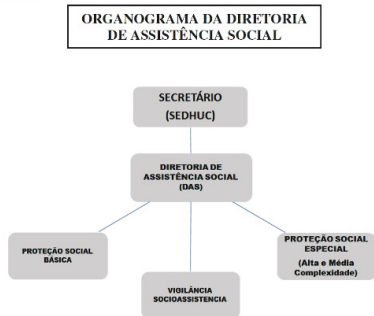 ORGANOGRAMA DA DIRETORIA
DE ASSISTÊNCIA SOCIAL
SECRETÁRIO
(SEDHUC)
DIRETORIA DE
ASSISTÊNCIA SOCIAL
(DAS)
PROTEÇÃO SOCIAL
BÁSICA
VIGILÂNCIA
SOCIOASSISTENCIA
PROTEÇÃO SOCIAL
ESPECIAL
(Alta e Média
Complexidade)